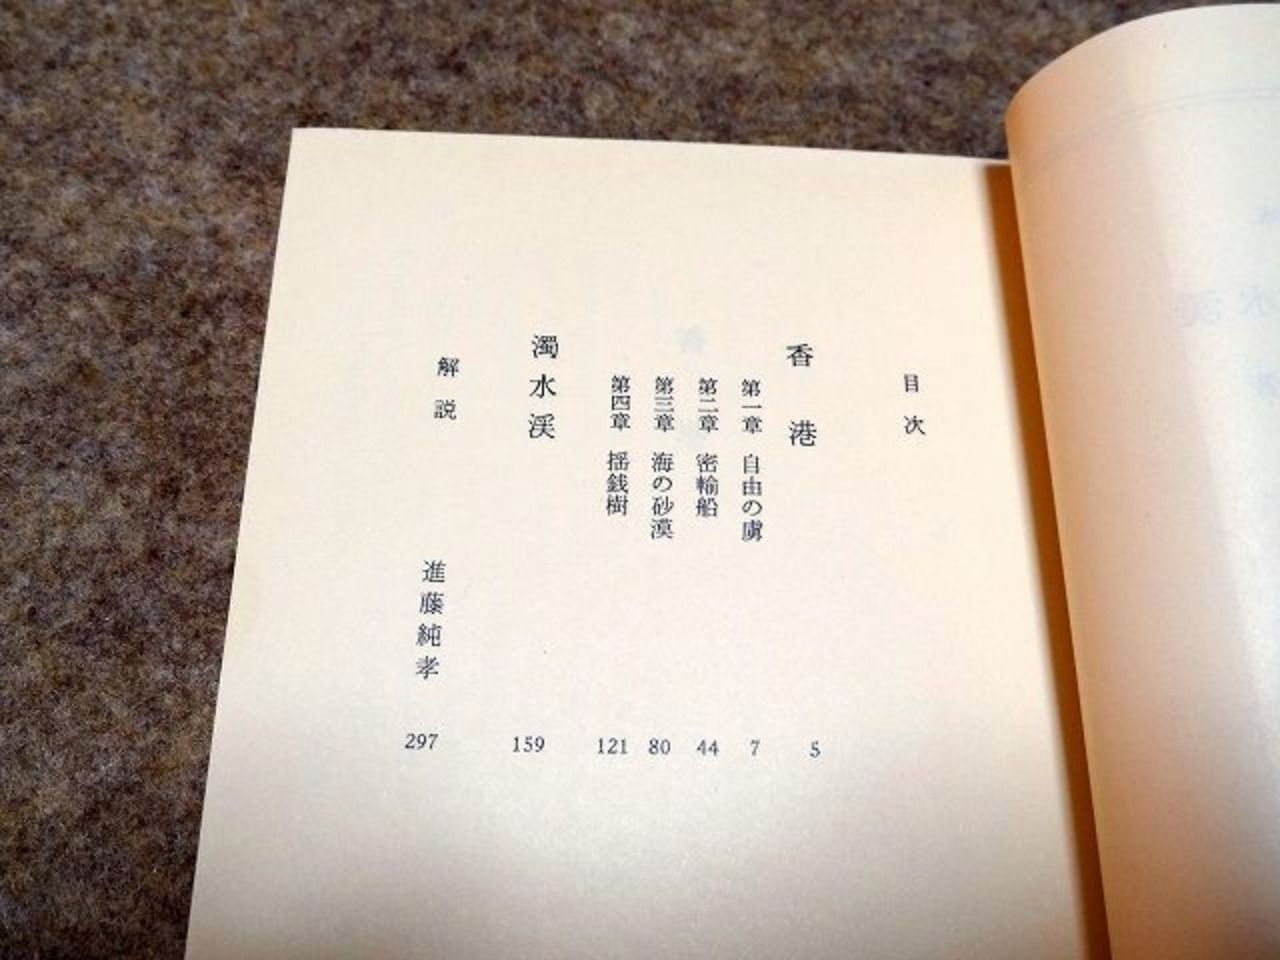 目次
香港 5
第一章 自由の虜 7
第二章 密輸船 44
第三章 海の砂漠 80
第四章 揺銭樹 121
濁水渓 159
解説 進藤純孝 297